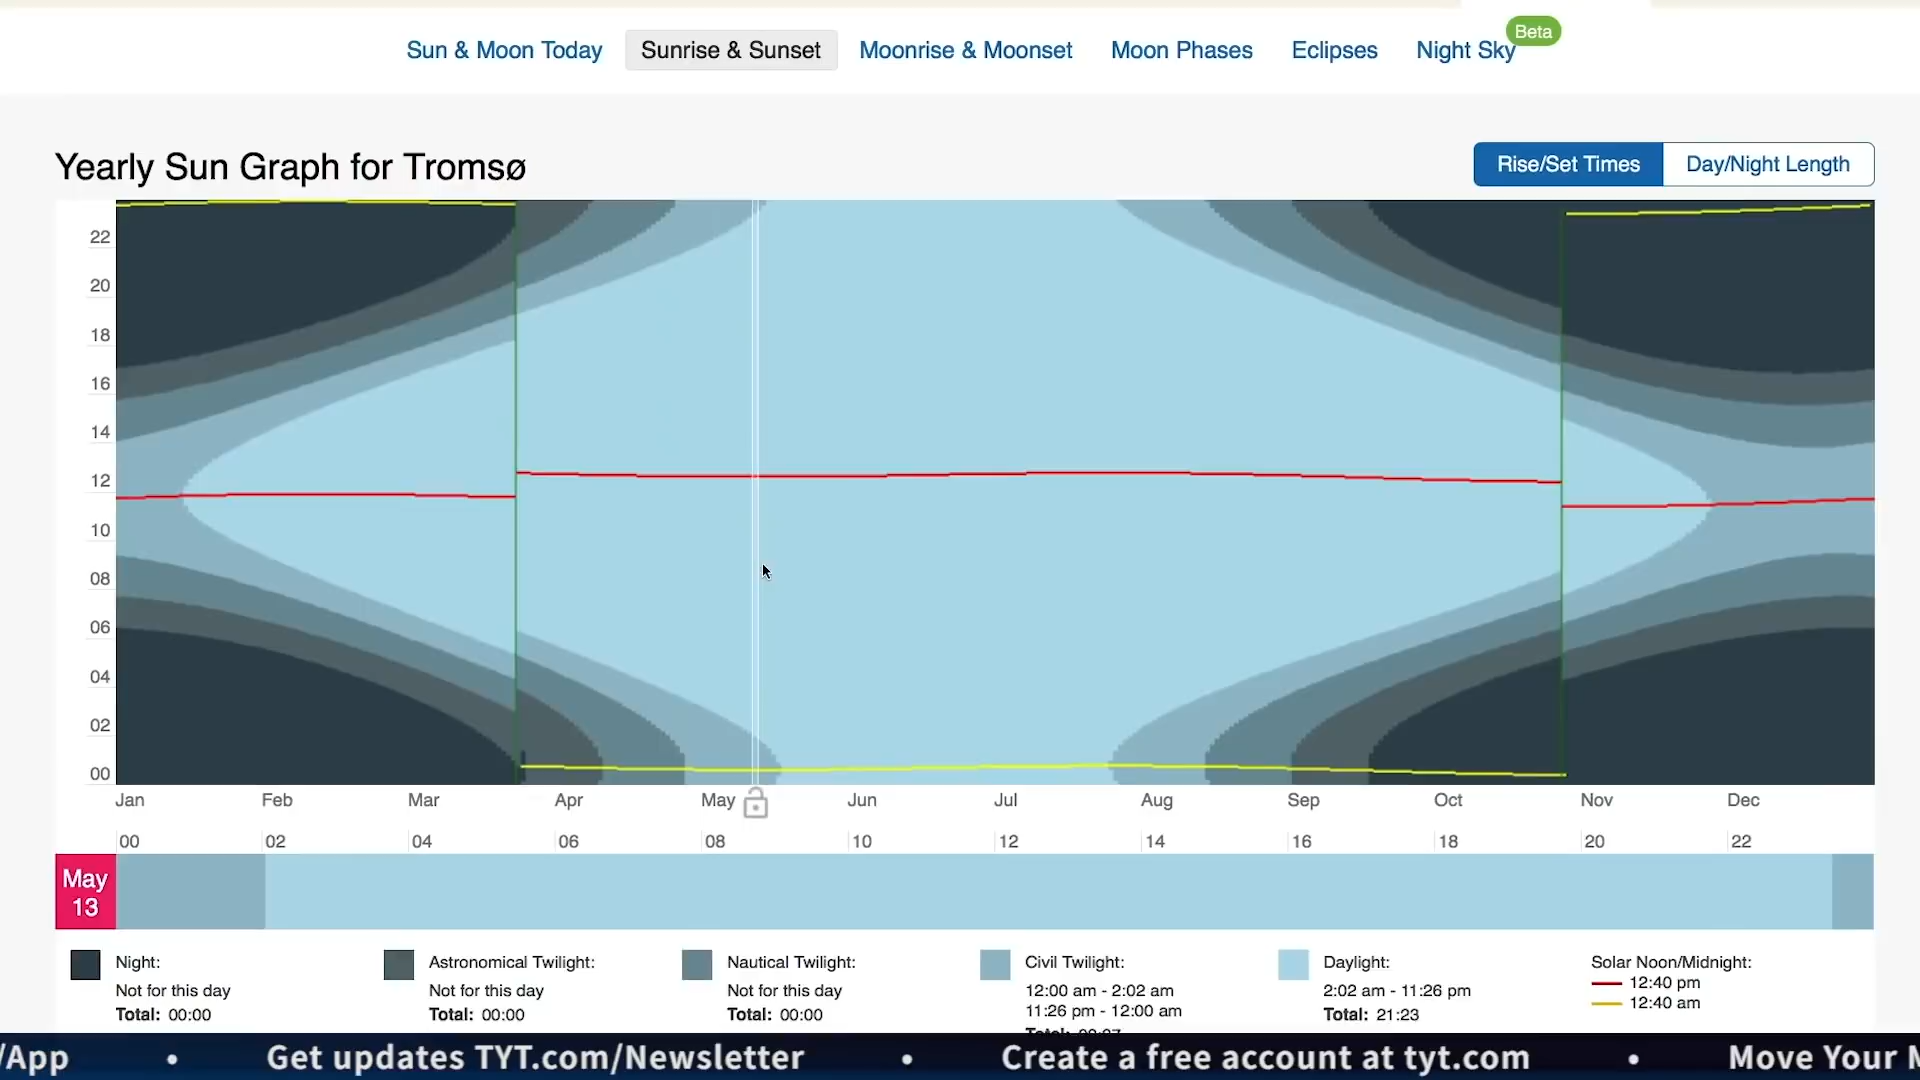 Beta
Sun & Moon Today Sunrise & Sunset Moonrise & Moonset Moon Phases Eclipses Night Sky
Yearly Sun Graph for Tromsø
Rise/Set Times Day/Night Length
22
20
18
16
14
12
10
08
06
04
02
00
Jan Feb Mar Apr May Jun Jul Aug Sep Oct Nov Dec
00 02 04 06 08 10 12 14 16 18 20 22
May
13
Night: Astronomical Twilight: Nautical Twilight: Civil Twilight: Daylight: Solar Noon/Midnight:
Not for this day Not for this day Not for this day 12:00 am - 2:02 am 2:02 am - 11:26 pm 12:40 pm
Total: 00:00 Total: 00:00 Total: 00:00 11:26 pm - 12:00 am Total: 21:23 12:40 am
/App • Get updates TYT.com/Newsletter • Create a free account at tyt.com • Move Your